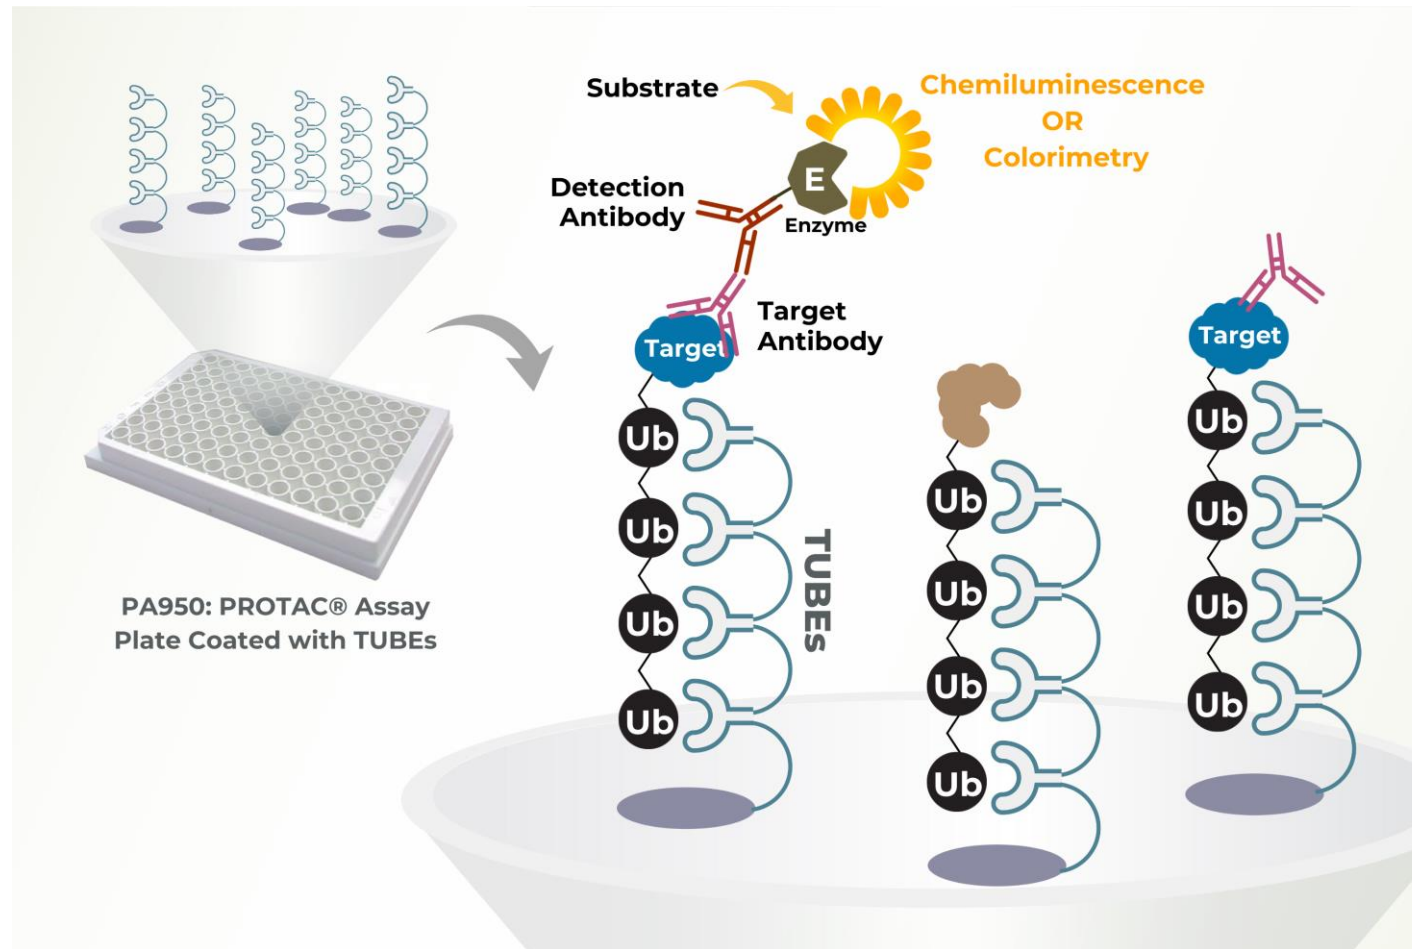 Substrate
Chemiluminescence
OR
Colorimetry
Detection
Antibody
E
Enzyme
Target
Antibody
Target
Target
Ub
Ub
Ub
Ub
TUBEs
Ub
Ub
Ub
Ub
Ub
Ub
Ub
Ub
PA950: PROTAC® Assay
Plate Coated with TUBEs